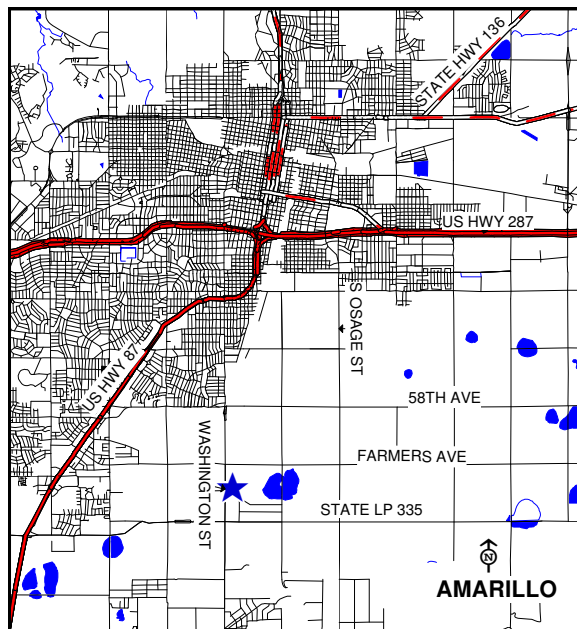 STATE HWY 136
US HWY 287
S OSAGE ST
US HWY 87
58TH AVE
WASHINGTON ST
FARMERS AVE
STATE LP 335
N
AMARILLO